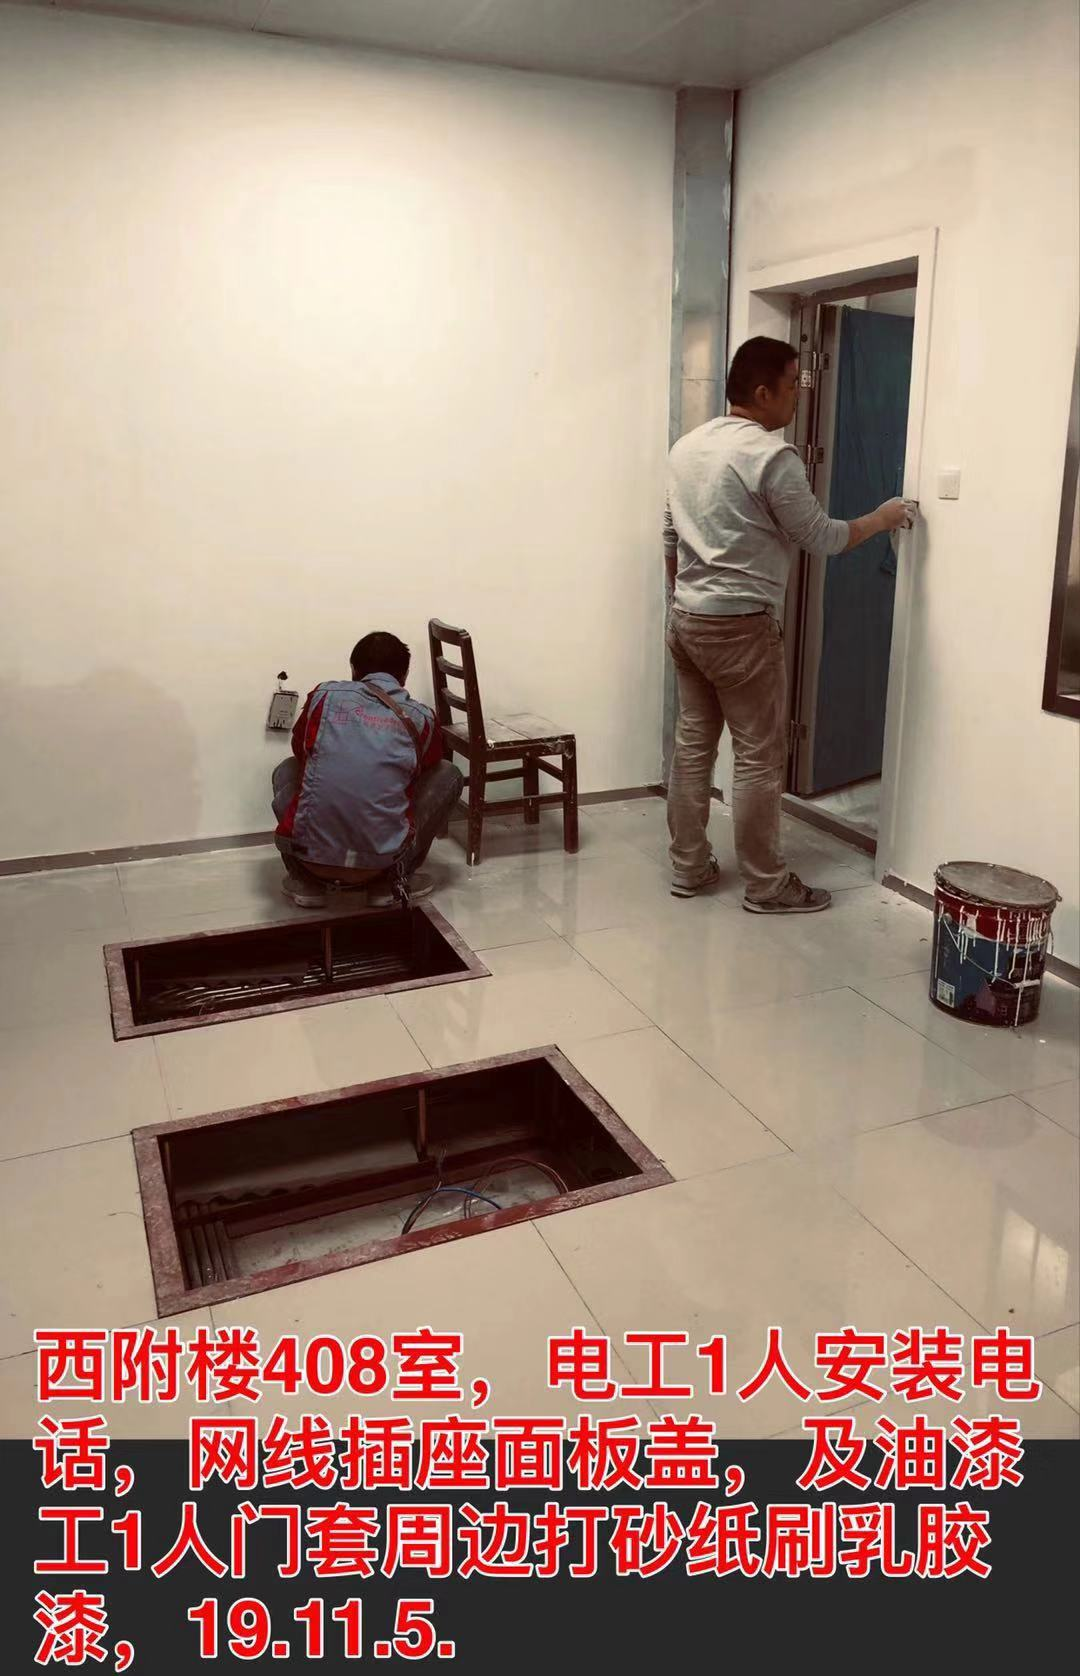 西附楼408室，电工1人安装电
话，网线插座面板盖，及油漆
工1人门套周边打砂纸刷乳胶
漆，19.11.5.